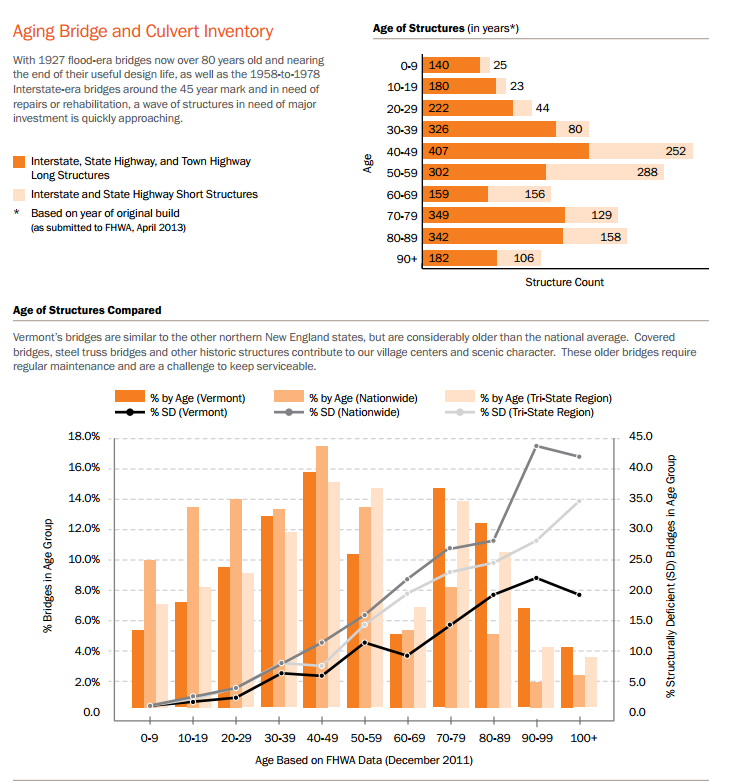 Aging Bridge and Culvert Inventory
With 1927 flood-era bridges now over 80 years old and nearing
the end of their useful design life, as well as the 1958-to-1978
Interstate-era bridges around the 45 year mark and in need of
repairs or rehabilitation, a wave of structures in need of major
investment is quickly approaching.
Interstate, State Highway, and Town Highway
Long Structures
Interstate and State Highway Short Structures
* Based on year of original build
(as submitted to FHWA, April 2013)
Age of Structures (in years*)
Age
0-9 140 25
10-19 180 23
20-29 222 44
30-39 326 80
40-49 407 252
50-59 302 288
60-69 159 156
70-79 349 129
80-89 342 158
90+ 182 106
Structure Count
Age of Structures Compared
Vermont's bridges are similar to the other northern New England states, but are considerably older than the national average. Covered
bridges, steel truss bridges and other historic structures contribute to our village centers and scenic character. These older bridges require
regular maintenance and are a challenge to keep serviceable.
% by Age (Vermont) % by Age (Nationwide) % by Age (Tri-State Region)
% SD (Vermont) % SD (Nationwide) % SD (Tri-State Region)
% Bridges in Age Group
18.0% 45.0
16.0% 40.0
14.0% 35.0
12.0% 30.0
10.0% 25.0
8.0% 20.0
6.0% 15.0
4.0% 10.0
2.0% 5.0
0.0 0.0
% Structurally Deficient (SD) Bridges in Age Group
0-9 10-19 20-29 30-39 40-49 50-59 60-69 70-79 80-89 90-99 100+
Age Based on FHWA Data (December 2011)